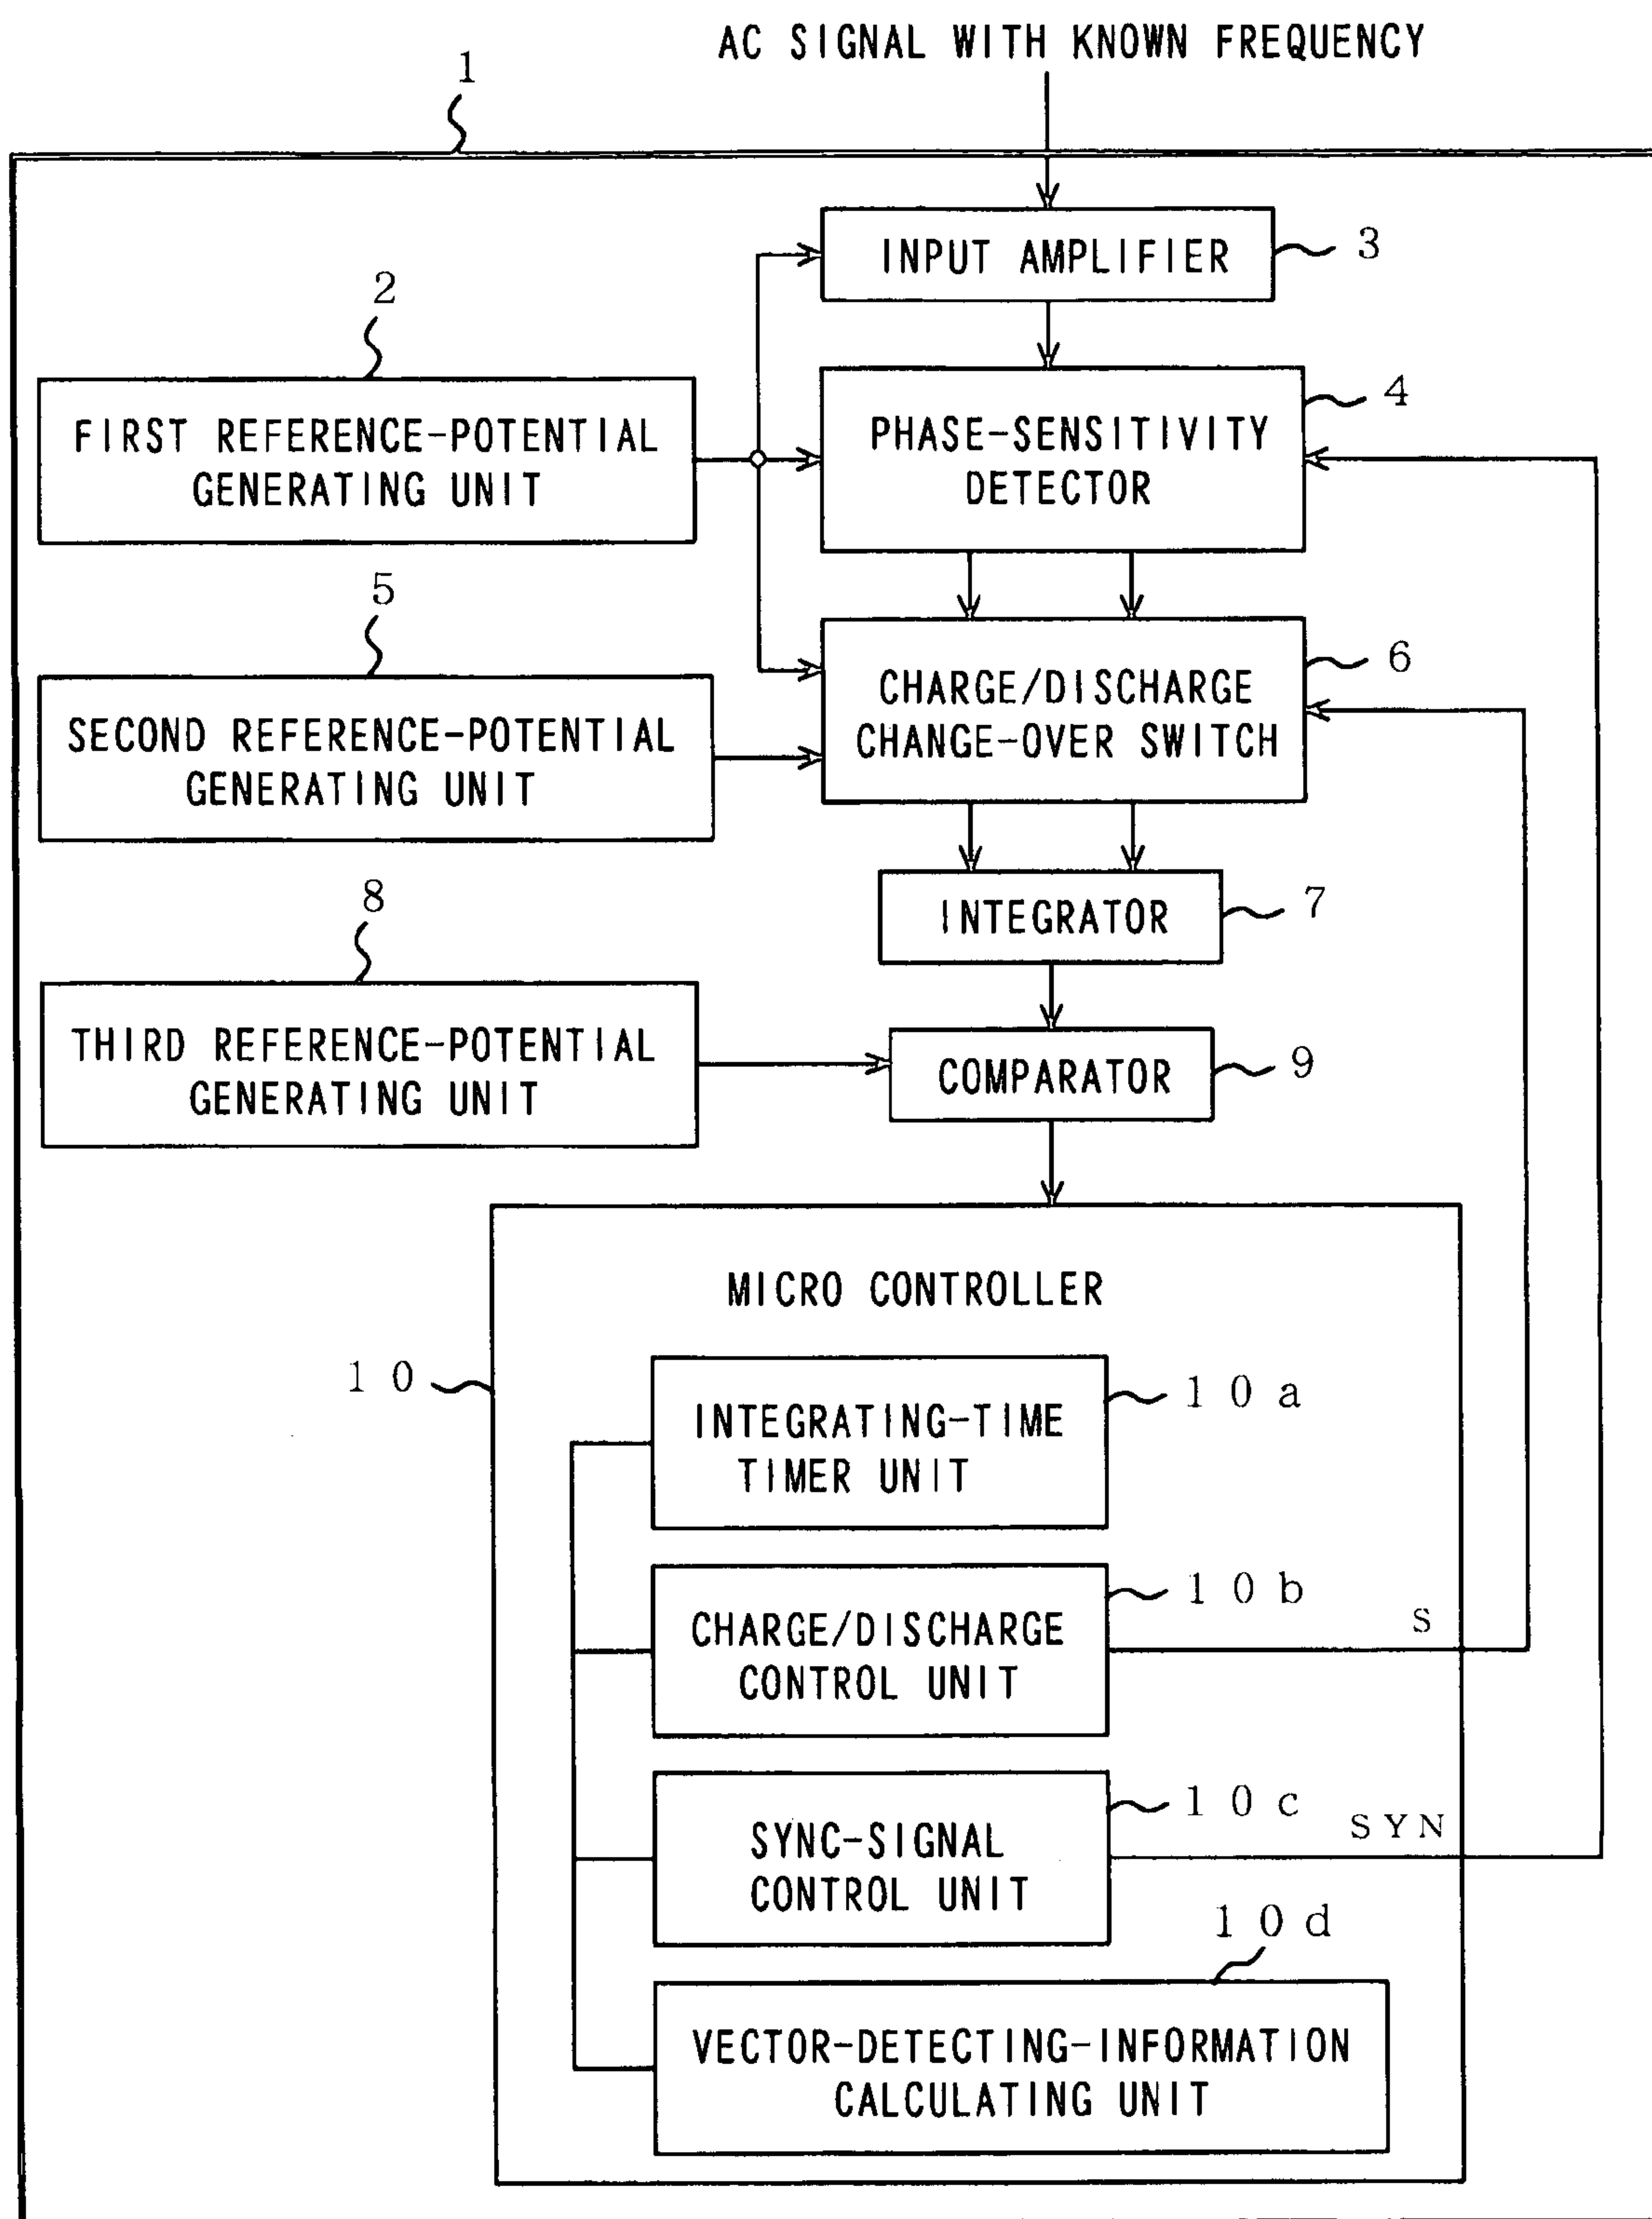 AC SIGNAL WITH KNOWN FREQUENCY
1
INPUT AMPLIFIER
3
2
FIRST REFERENCE-POTENTIAL
GENERATING UNIT
PHASE-SENSITIVITY
DETECTOR
4
5
SECOND REFERENCE-POTENTIAL
GENERATING UNIT
CHARGE/DISCHARGE
CHANGE-OVER SWITCH
6
INTEGRATOR
7
8
THIRD REFERENCE-POTENTIAL
GENERATING UNIT
COMPARATOR
9
MICRO CONTROLLER
10
INTEGRATING-TIME
TIMER UNIT
10a
CHARGE/DISCHARGE
CONTROL UNIT
10b
S
SYNC-SIGNAL
CONTROL UNIT
10c
SYN
10d
VECTOR-DETECTING-INFORMATION
CALCULATING UNIT